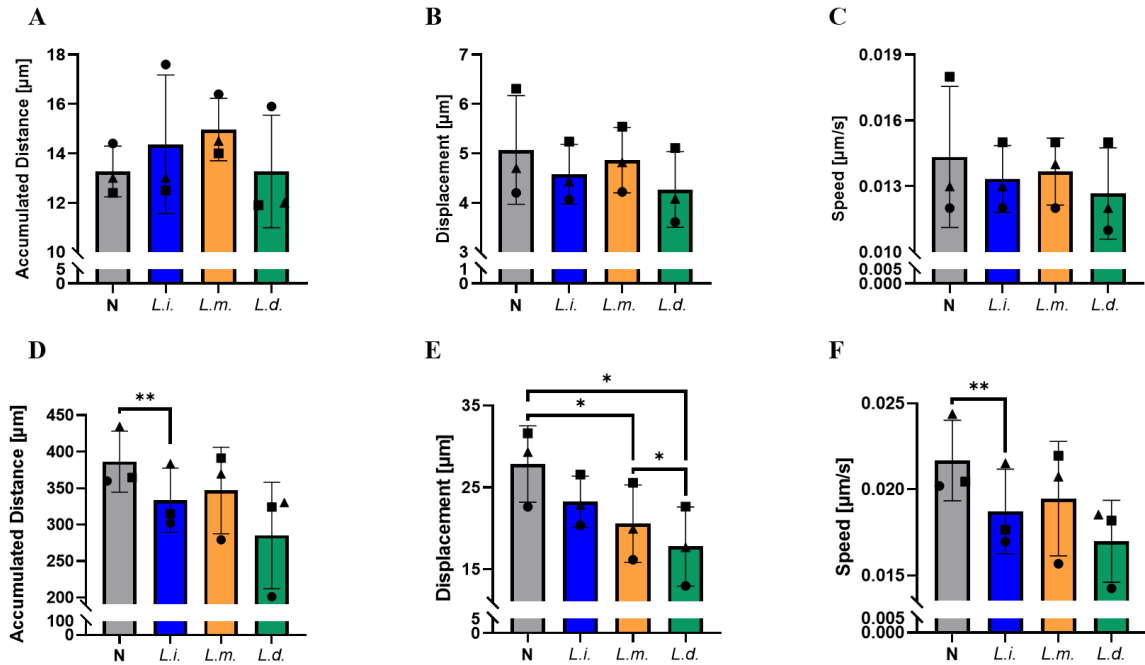 A
Accumulated Distance [µm]
18
16
14
12
10
5
0
N
L.i.
L.m.
L.d.
B
Displacement [µm]
7
6
5
4
3
1
0
N
L.i.
L.m.
L.d.
C
Speed [µm/s]
0.019
0.016
0.013
0.010
0.005
0.000
N
L.i.
L.m.
L.d.
D
Accumulated Distance [µm]
450
400
350
300
250
200
100
0
**
N
L.i.
L.m.
L.d.
E
Displacement [µm]
35
25
15
5
0
*
*
*
N
L.i.
L.m.
L.d.
F
Speed [µm/s]
0.025
0.020
0.015
0.005
0.000
**
N
L.i.
L.m.
L.d.